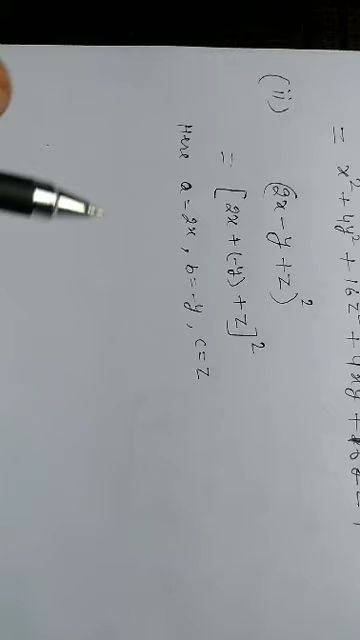 = x² + 4y² + 16z² + 4xy +
(ii) (2x - y + z)²
= [2x + (-y) + z]²
Here a = 2x, b = -y, c = z